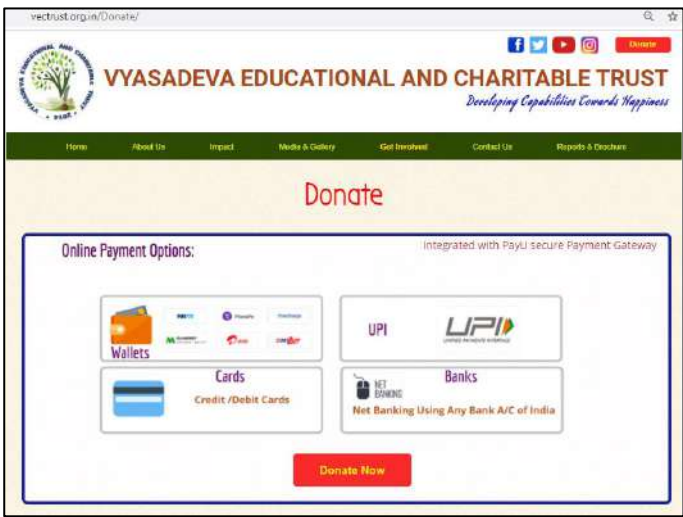 vectrust.org.in/Donate/
Donate
VYASADEVA EDUCATIONAL AND CHARITABLE TRUST
Developing Capabilities Towards Happiness
Home About Us Impact Media & Gallery Get Involved Contact Us Reports & Brochure
Donate
Online Payment Options:
Integrated with PayU secure Payment Gateway
Wallets
UPI
UPI
Cards
Credit /Debit Cards
NET
BANKING
Banks
Net Banking Using Any Bank A/C of India
Donate Now